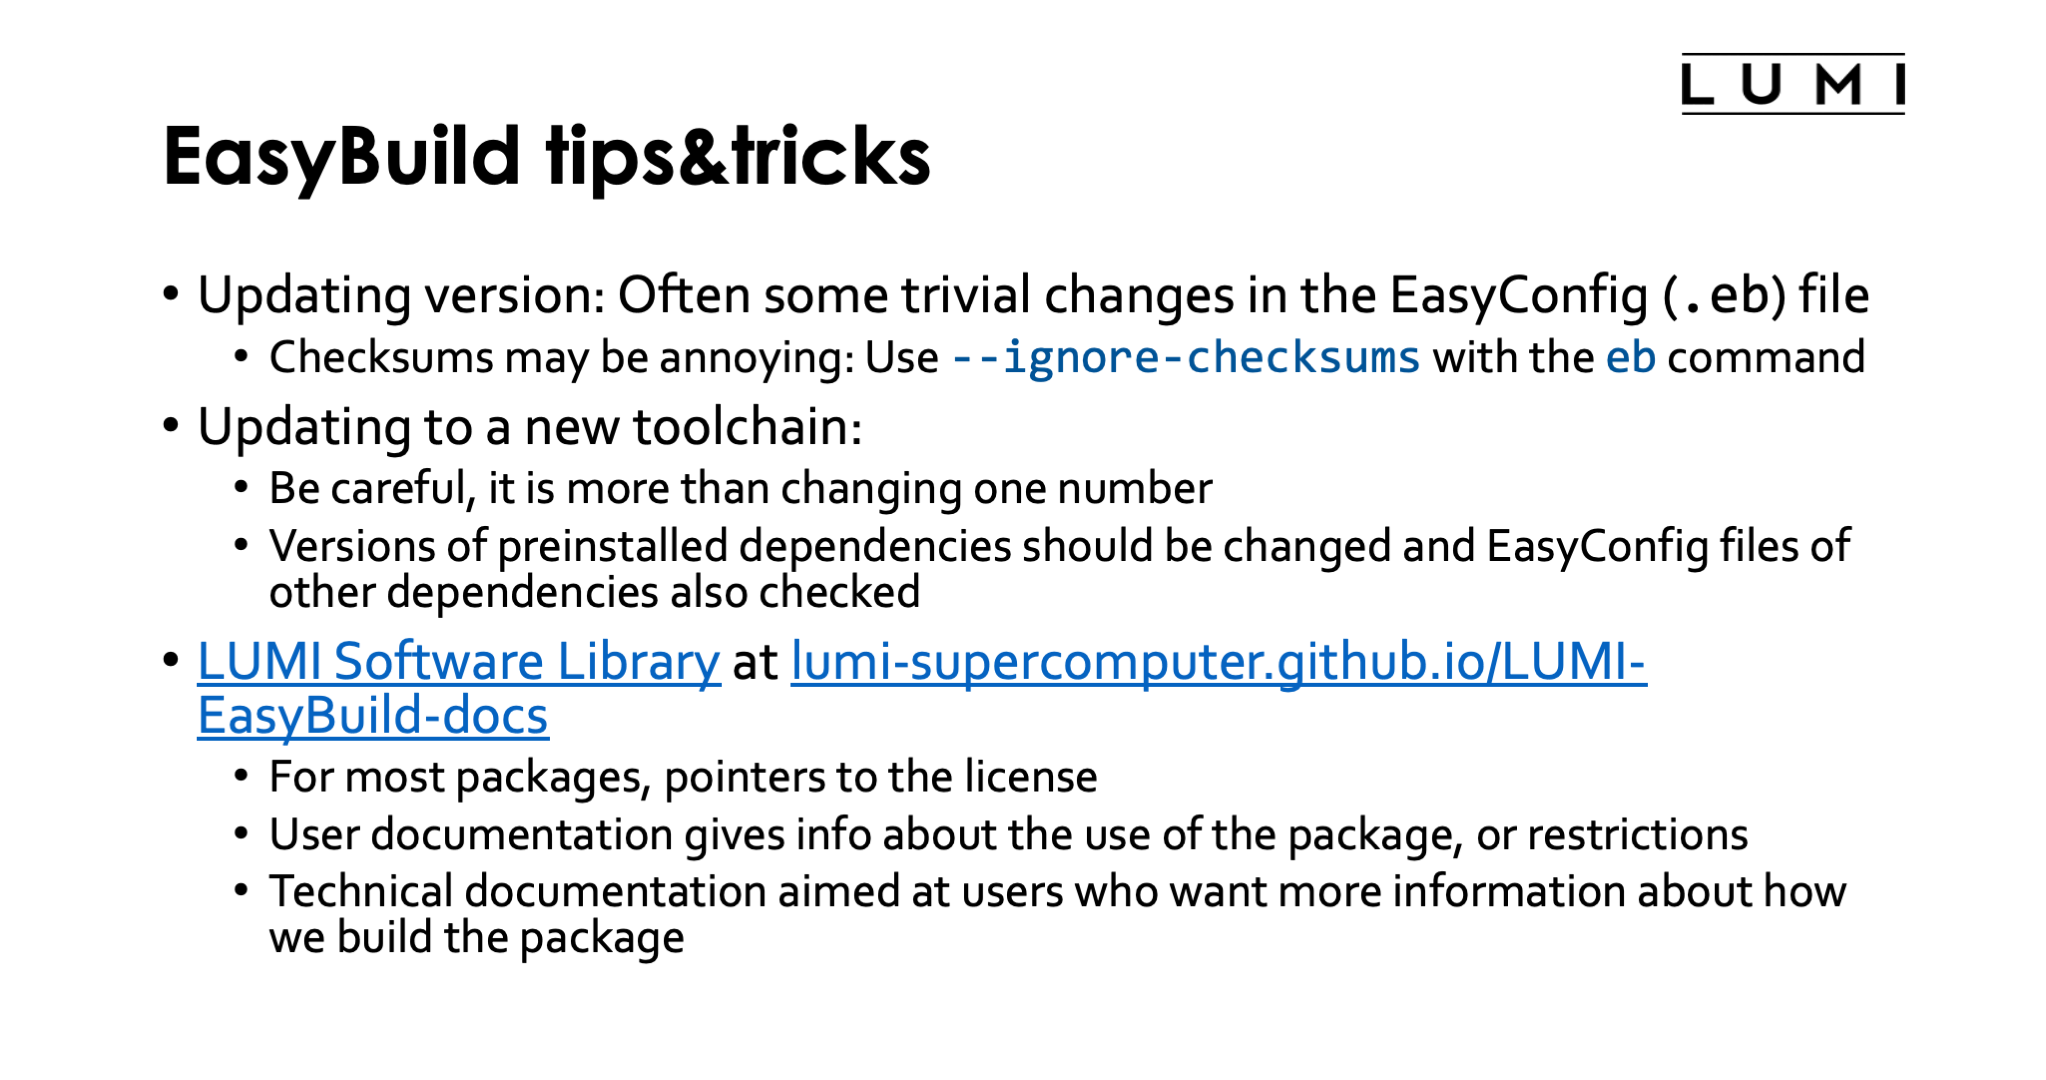 LUMI
EasyBuild tips&tricks
• Updating version: Often some trivial changes in the EasyConfig (.eb) file
• Checksums may be annoying: Use --ignore-checksums with the eb command
• Updating to a new toolchain:
• Be careful, it is more than changing one number
• Versions of preinstalled dependencies should be changed and EasyConfig files of
other dependencies also checked
• LUMI Software Library at lumi-supercomputer.github.io/LUMI-
EasyBuild-docs
• For most packages, pointers to the license
• User documentation gives info about the use of the package, or restrictions
• Technical documentation aimed at users who want more information about how
we build the package